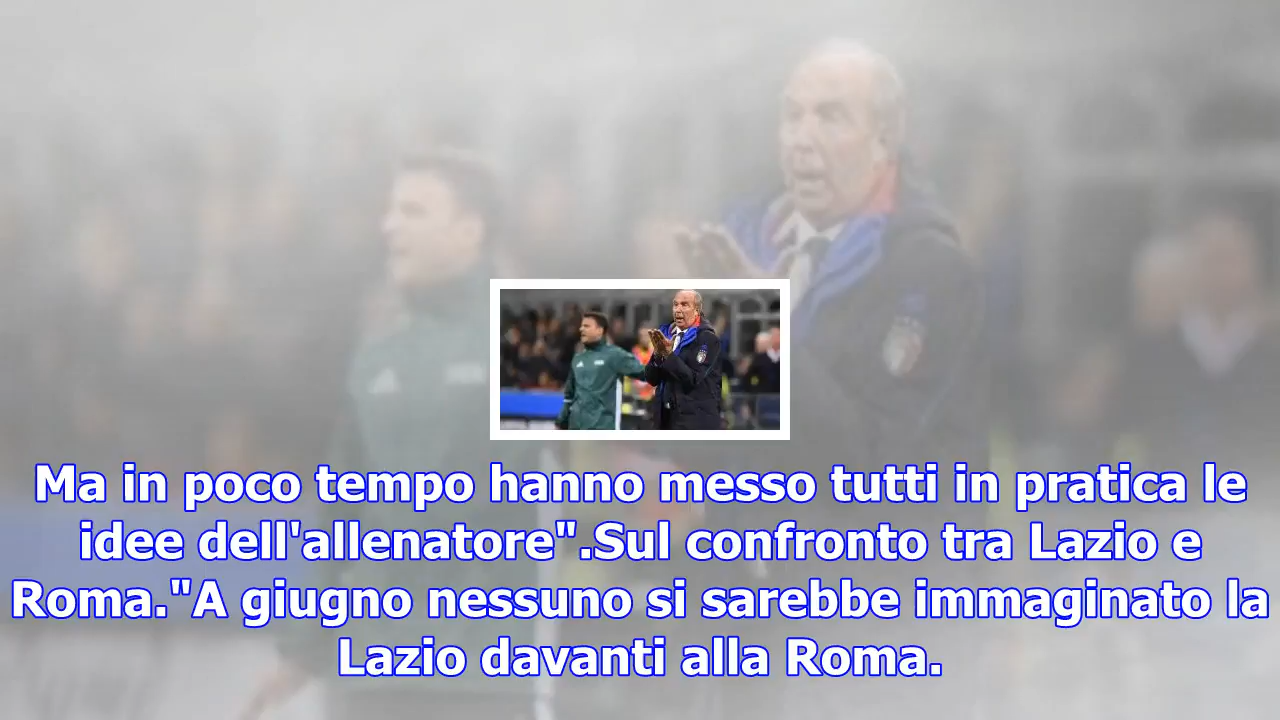 Ma in poco tempo hanno messo tutti in pratica le
idee dell'allenatore".Sul confronto tra Lazio e
Roma."A giugno nessuno si sarebbe immaginato la
Lazio davanti alla Roma.